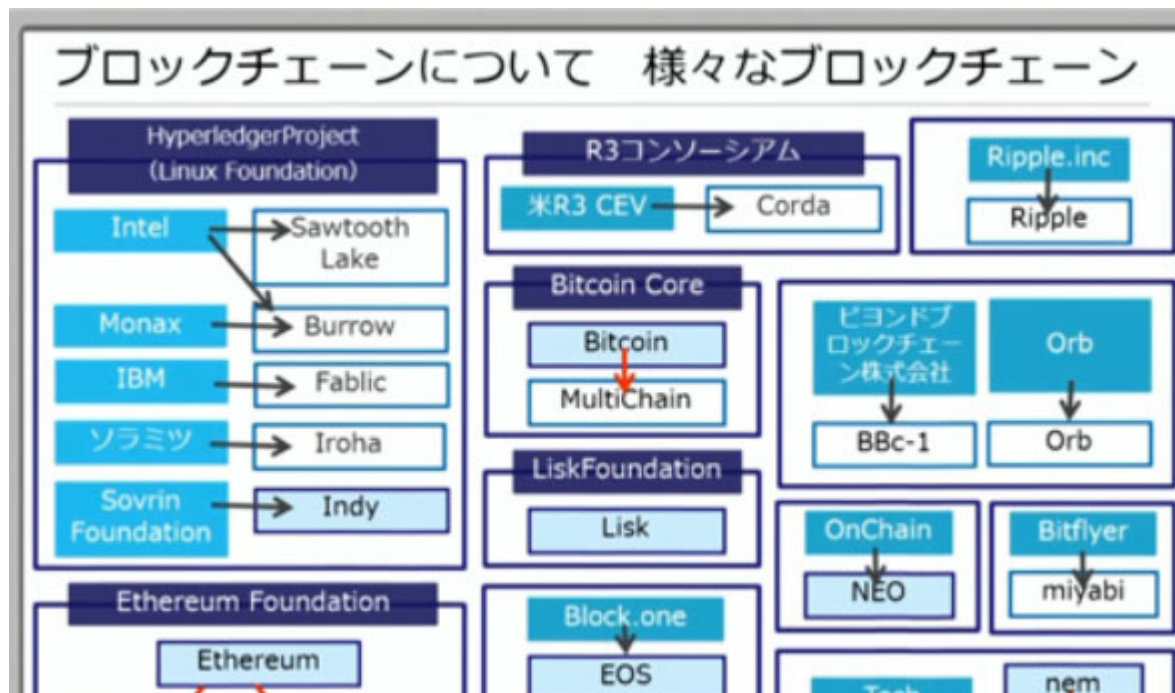 ブロックチェーンについて 様々なブロックチェーン
HyperledgerProject
(Linux Foundation)
Intel
Sawtooth
Lake
Monax
Burrow
IBM
Fablic
ソラミツ
Iroha
Sovrin
Foundation
Indy
Ethereum Foundation
Ethereum
R3コンソーシアム
米R3 CEV
Corda
Bitcoin Core
Bitcoin
MultiChain
LiskFoundation
Lisk
Block.one
EOS
Ripple.inc
Ripple
ビヨンドブ
ロックチェー
ン株式会社
BBc-1
Orb
Orb
OnChain
NEO
Bitflyer
miyabi
Tech
nem